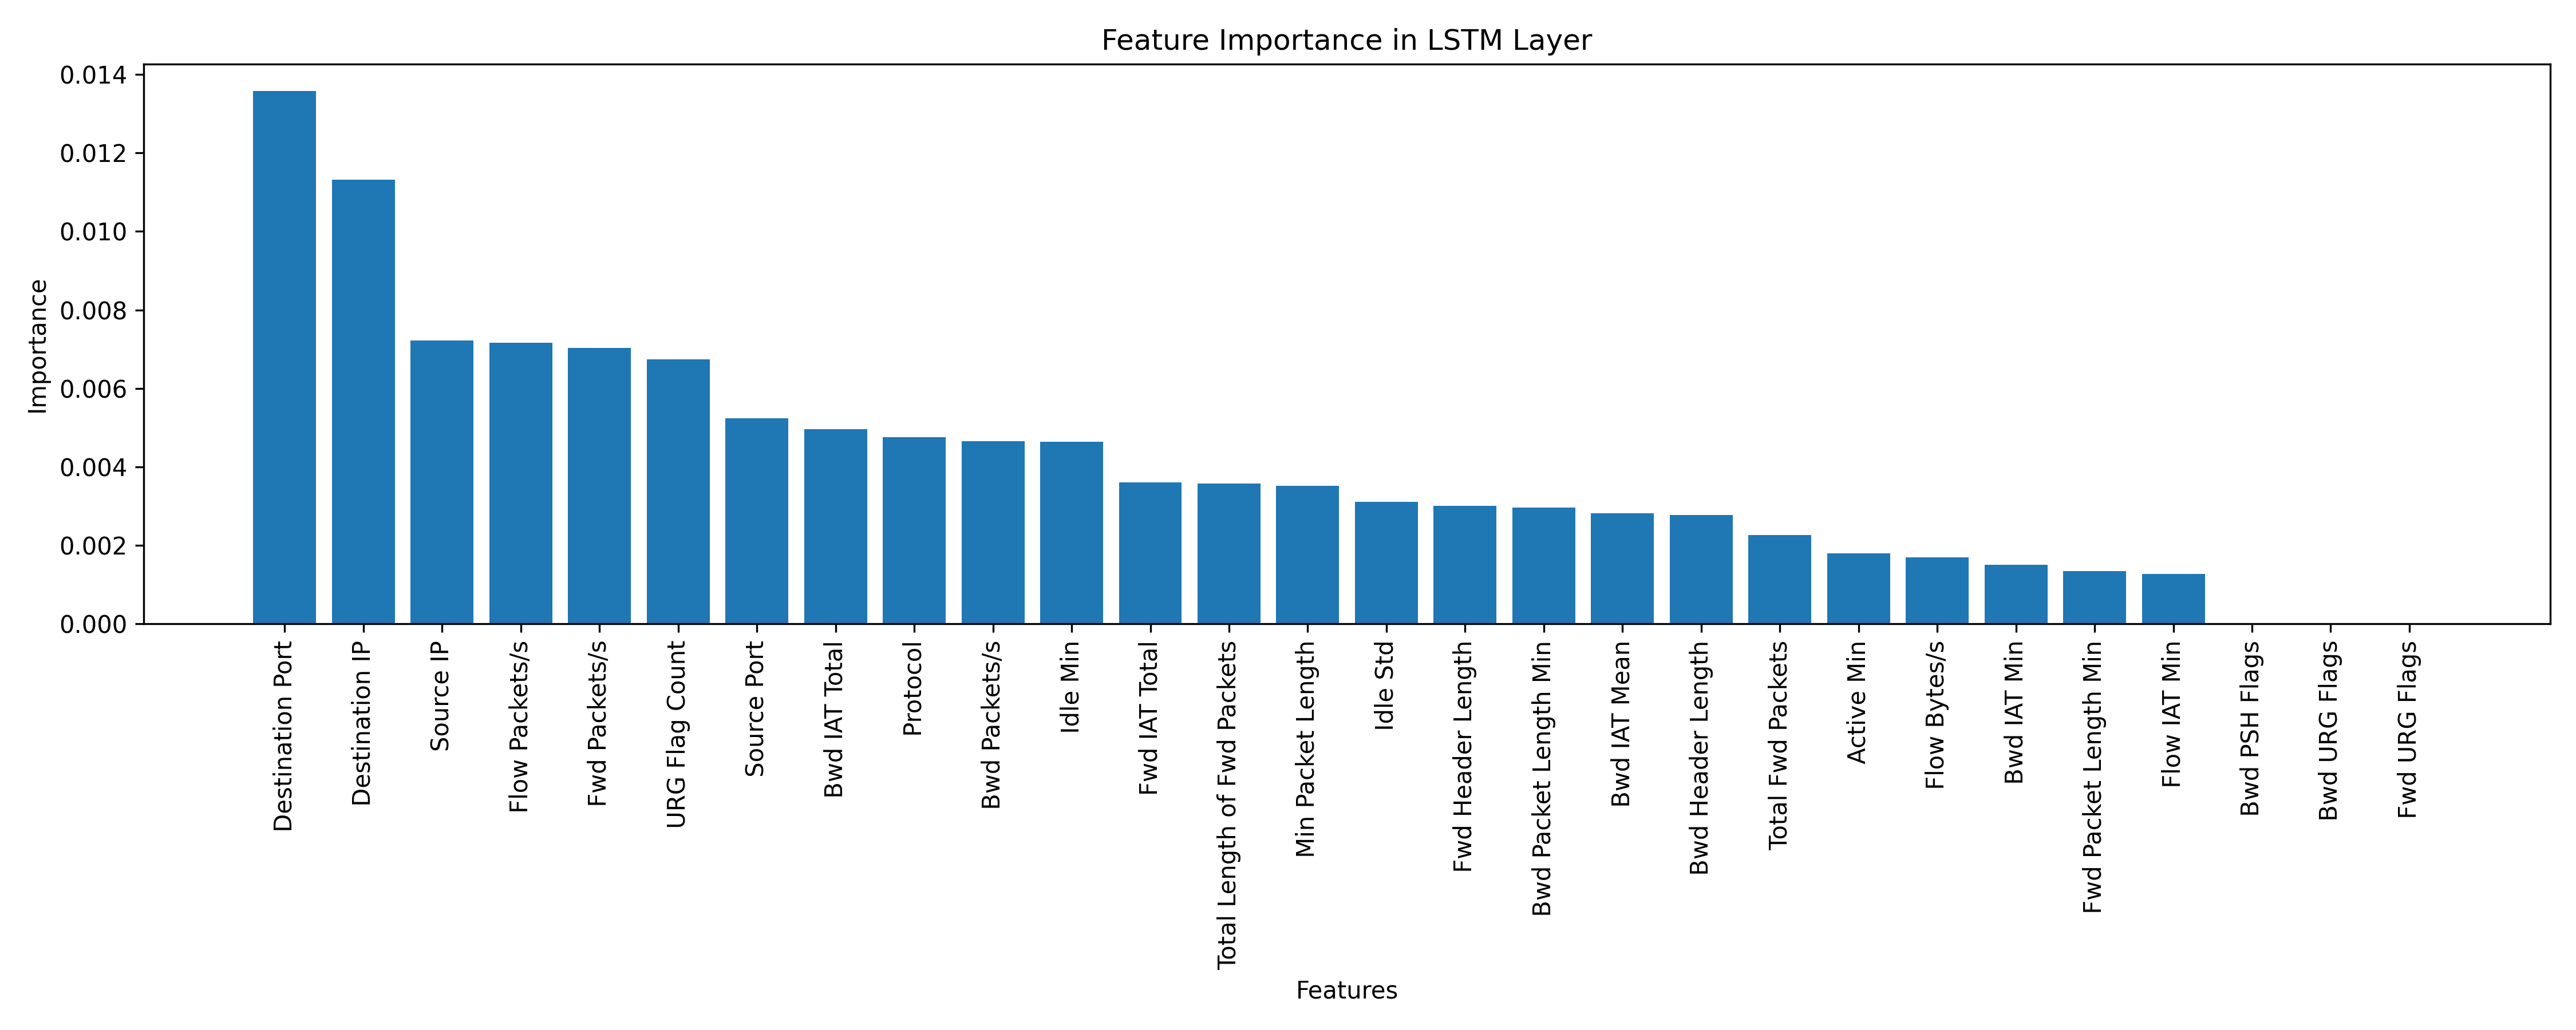 Feature Importance in LSTM Layer
Importance
0.014
0.012
0.010
0.008
0.006
0.004
0.002
0.000
Destination Port
Destination IP
Source IP
Flow Packets/s
Fwd Packets/s
URG Flag Count
Source Port
Bwd IAT Total
Protocol
Bwd Packets/s
Idle Min
Fwd IAT Total
Total Length of Fwd Packets
Min Packet Length
Idle Std
Fwd Header Length
Bwd Packet Length Min
Bwd IAT Mean
Bwd Header Length
Total Fwd Packets
Active Min
Flow Bytes/s
Bwd IAT Min
Fwd Packet Length Min
Flow IAT Min
Bwd PSH Flags
Bwd URG Flags
Fwd URG Flags
Features